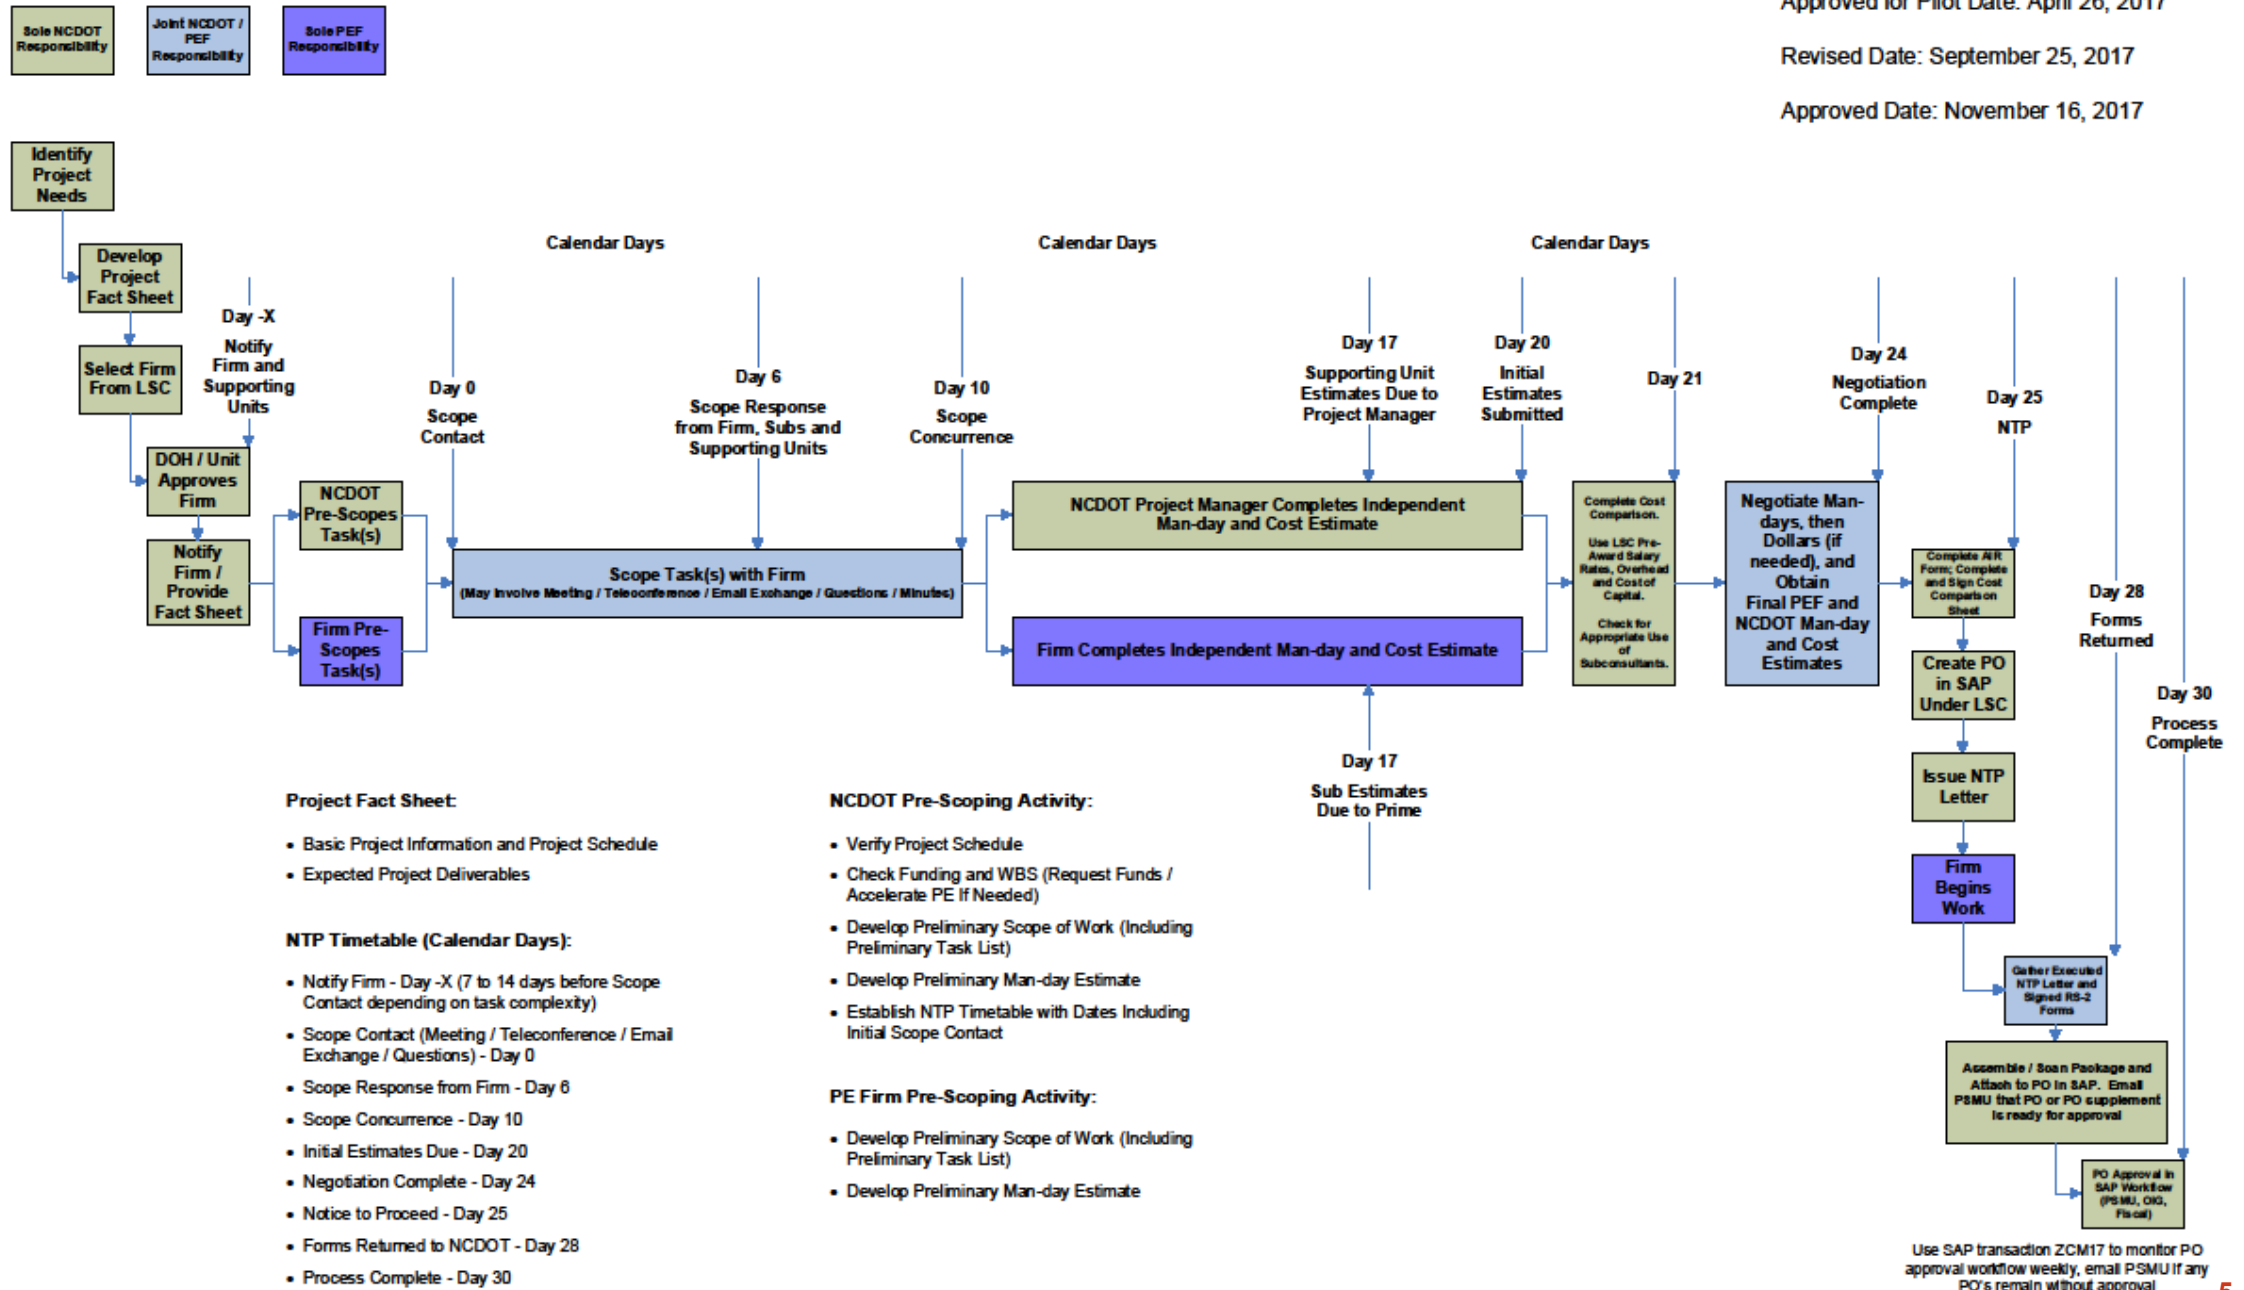 Sole NCDOT
Responsibility
Joint NCDOT /
PEF
Responsibility
Sole PEF
Responsibility
Approved for Pilot Date: April 26, 2017
Revised Date: September 25, 2017
Approved Date: November 16, 2017
Identify
Project
Needs
Develop
Project
Fact Sheet
Select Firm
From LSC
Day -X
Notify
Firm and
Supporting
Units
DOH / Unit
Approves
Firm
Notify
Firm /
Provide
Fact Sheet
NCDOT
Pre-Scopes
Task(s)
Firm Pre-
Scopes
Task(s)
Calendar Days
Calendar Days
Calendar Days
Day 0
Scope
Contact
Day 6
Scope Response
from Firm, Subs and
Supporting Units
Day 10
Scope
Concurrence
Scope Task(s) with Firm
(May Involve Meeting / Teleconference / Email Exchange / Questions / Minutes)
Day 17
Supporting Unit
Estimates Due to
Project Manager
Day 20
Initial
Estimates
Submitted
NCDOT Project Manager Completes Independent
Man-day and Cost Estimate
Firm Completes Independent Man-day and Cost Estimate
Day 17
Sub Estimates
Due to Prime
Day 21
Complete Cost
Comparison.
Use LSC Pre-
Award Salary
Rates, Overhead
and Cost of
Capital.
Check for
Appropriate Use
of
Subconsultants.
Day 24
Negotiation
Complete
Negotiate Man-
days, then
Dollars (if
needed), and
Obtain
Final PEF and
NCDOT Man-day
and Cost
Estimates
Day 25
NTP
Complete AIR
Form; Complete
and Sign Cost
Comparison
Sheet
Create PO
in SAP
Under LSC
Issue NTP
Letter
Firm
Begins
Work
Day 28
Forms
Returned
Day 30
Process
Complete
Gather Executed
NTP Letter and
Signed RS-2
Forms
Assemble / Scan Package and
Attach to PO in SAP. Email
PSMU that PO or PO supplement
is ready for approval
PO Approval in
SAP Workflow
(PSMU, OIG,
Fiscal)
Use SAP transaction ZCM17 to monitor PO
approval workflow weekly, email PSMU if any
PO's remain without approval
5
Project Fact Sheet:
• Basic Project Information and Project Schedule
• Expected Project Deliverables
NTP Timetable (Calendar Days):
• Notify Firm - Day -X (7 to 14 days before Scope
Contact depending on task complexity)
• Scope Contact (Meeting / Teleconference / Email
Exchange / Questions) - Day 0
• Scope Response from Firm - Day 6
• Scope Concurrence - Day 10
• Initial Estimates Due - Day 20
• Negotiation Complete - Day 24
• Notice to Proceed - Day 25
• Forms Returned to NCDOT - Day 28
• Process Complete - Day 30
NCDOT Pre-Scoping Activity:
• Verify Project Schedule
• Check Funding and WBS (Request Funds /
Accelerate PE If Needed)
• Develop Preliminary Scope of Work (Including
Preliminary Task List)
• Develop Preliminary Man-day Estimate
• Establish NTP Timetable with Dates Including
Initial Scope Contact
PE Firm Pre-Scoping Activity:
• Develop Preliminary Scope of Work (Including
Preliminary Task List)
• Develop Preliminary Man-day Estimate